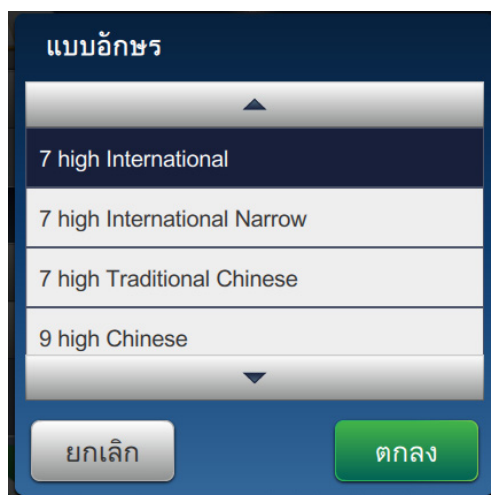 แบบอักษร
7 high International
7 high International Narrow
7 high Traditional Chinese
9 high Chinese
ยกเลิก
ตกลง